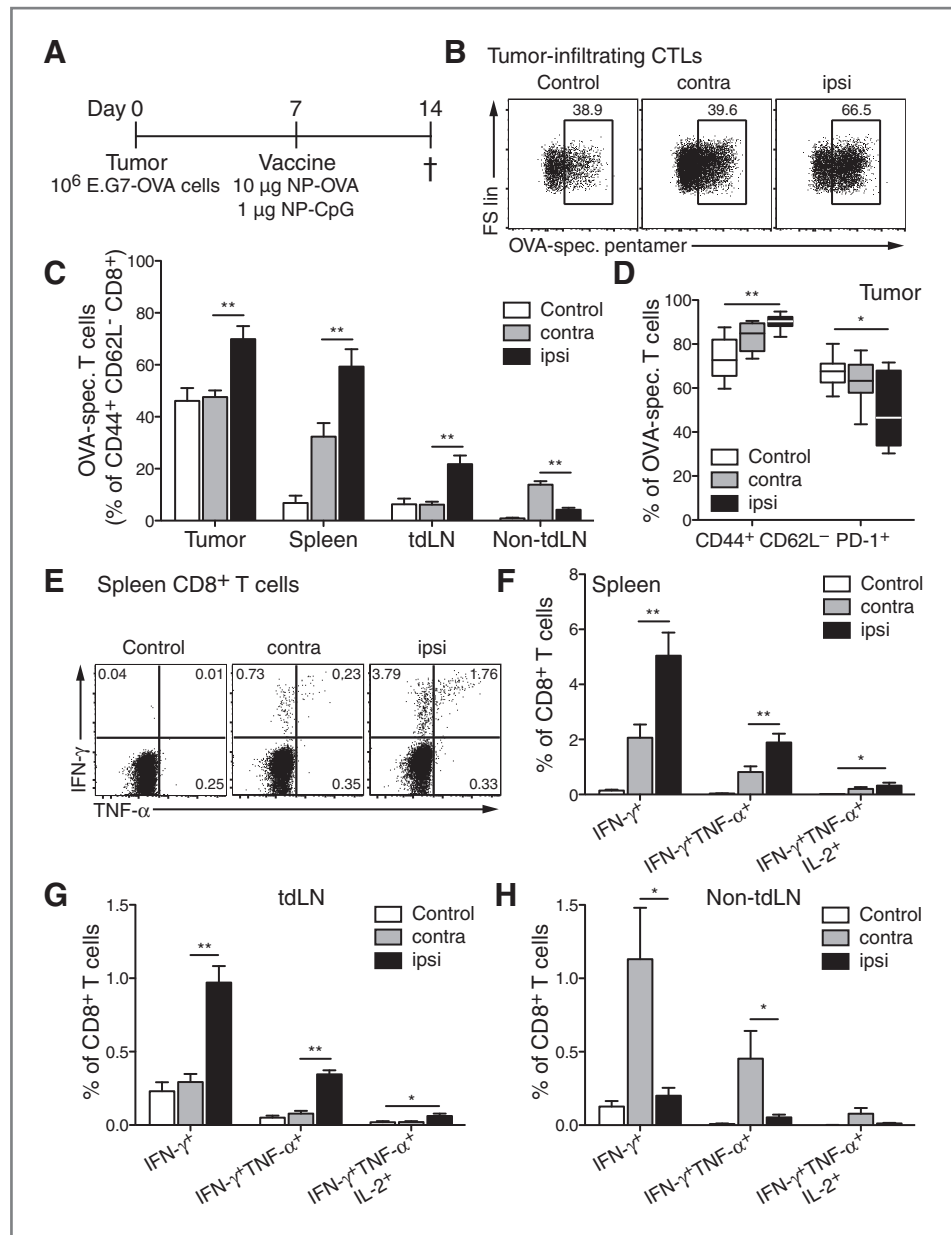 A
Day 0 7 14
Tumor Vaccine †
10⁶ E.G7-OVA cells 10 µg NP-OVA
1 µg NP-CpG
B Tumor-infiltrating CTLs
Control contra ipsi
38.9 39.6 66.5
FS lin
OVA-spec. pentamer
C
OVA-spec. T cells
(% of CD44⁺ CD62L⁻ CD8⁺)
100
80
60
40
20
0
** ** ** **
Control
contra
ipsi
Tumor Spleen tdLN Non-tdLN
D Tumor
% of OVA-spec. T cells
100
80
60
40
20
0
** *
Control
contra
ipsi
CD44⁺ CD62L⁻ PD-1⁺
E Spleen CD8⁺ T cells
Control contra ipsi
0.04 0.01 0.73 0.23 3.79 1.76
0.25 0.35 0.33
IFN-γ
TNF-α
F Spleen
% of CD8⁺ T cells
8
6
4
2
0
** ** *
Control
contra
ipsi
IFN-γ⁺
IFN-γ⁺TNF-α⁺
IFN-γ⁺TNF-α⁺
IL-2⁺
G tdLN
% of CD8⁺ T cells
1.5
1.0
0.5
0.0
** ** *
Control
contra
ipsi
IFN-γ⁺
IFN-γ⁺TNF-α⁺
IFN-γ⁺TNF-α⁺
IL-2⁺
H Non-tdLN
% of CD8⁺ T cells
1.5
1.0
0.5
0.0
* *
Control
contra
ipsi
IFN-γ⁺
IFN-γ⁺TNF-α⁺
IFN-γ⁺TNF-α⁺
IL-2⁺